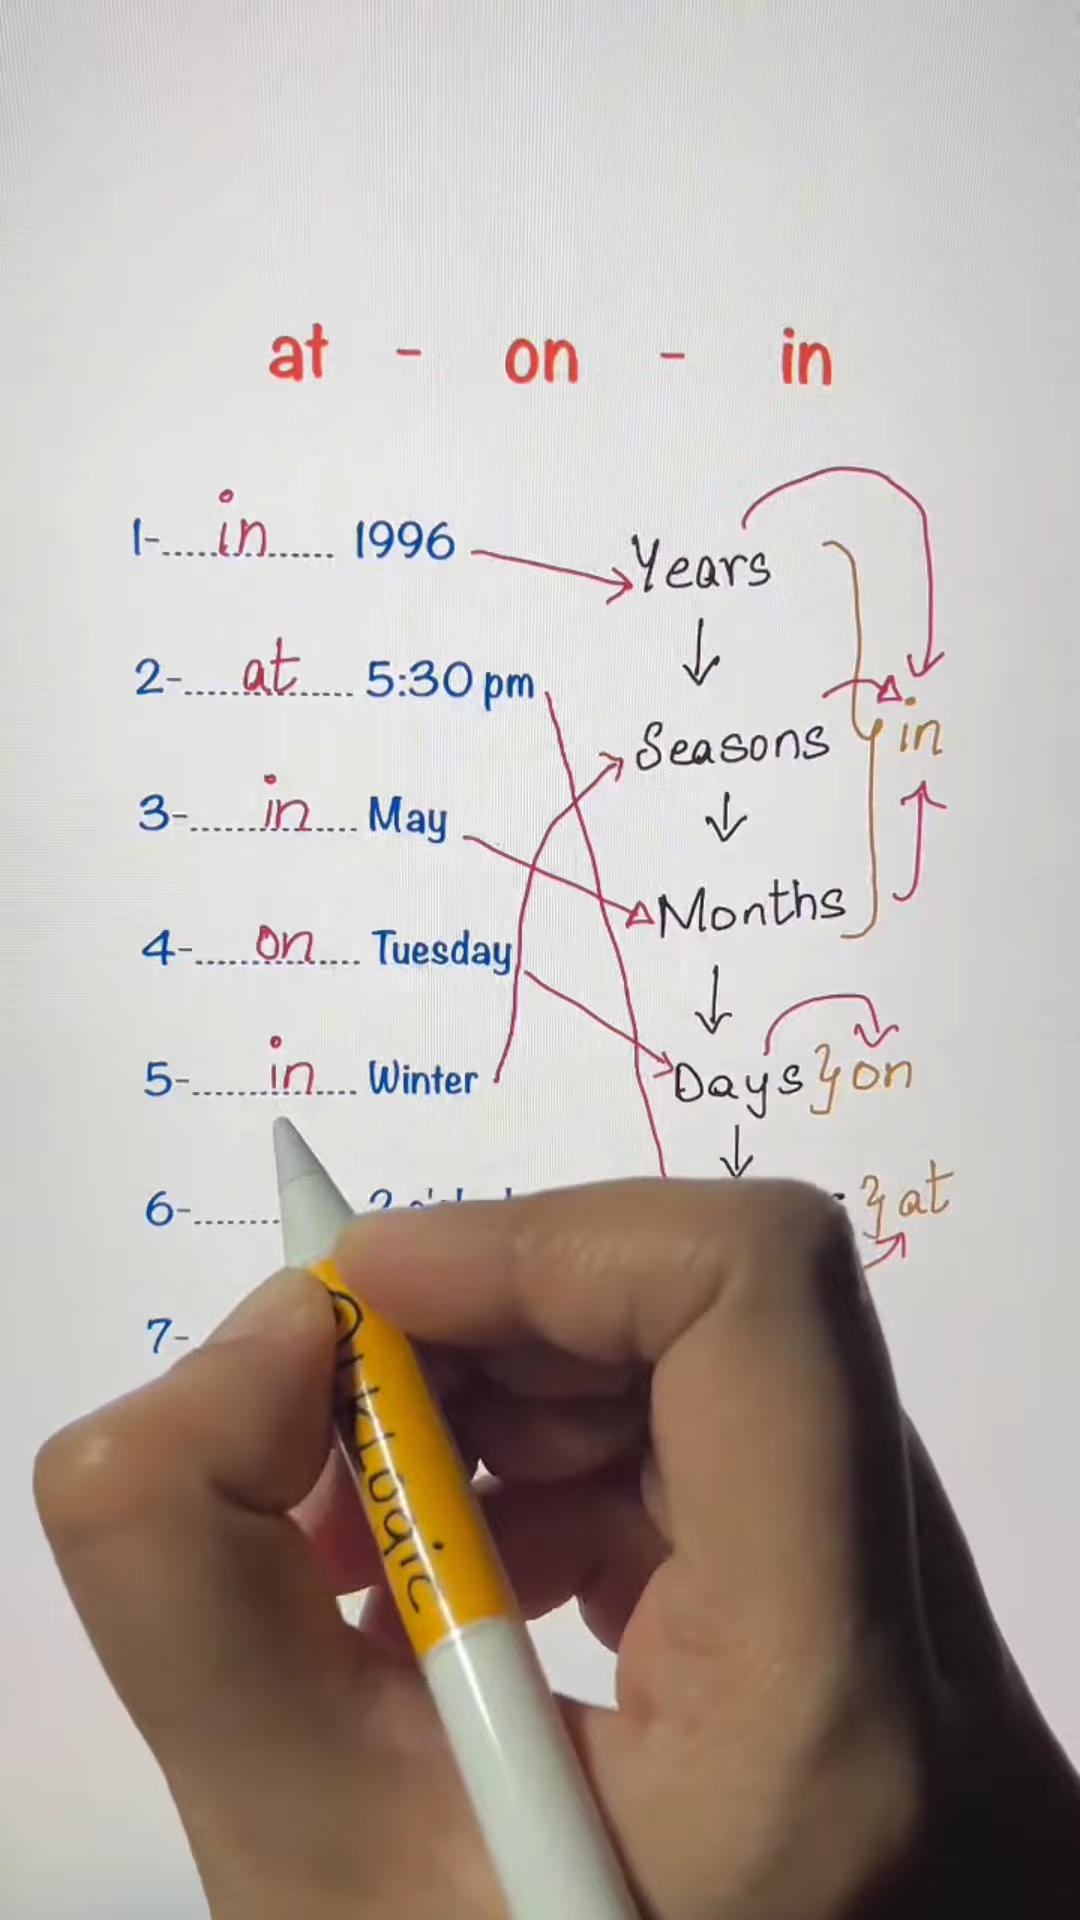 at - on - in
1-.....in...... 1996
Years
2-.....at..... 5:30 pm
Seasons
in
3-......in.... May
Months
4-.....on.... Tuesday
Days } on
5-......in.... Winter
6-.......
} at
7-